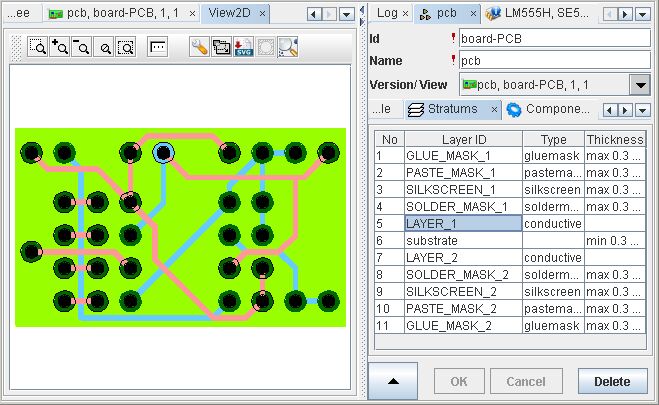 ...ee pcb, board-PCB, 1, 1 View2D
SVG
Log pcb LM555H, SE5...
Id board-PCB
Name pcb
Version/ View pcb, board-PCB, 1, 1
...le Stratums Compone...
No Layer ID Type Thickness
1 GLUE_MASK_1 gluemask max 0.3 ...
2 PASTE_MASK_1 pastema... max 0.3 ...
3 SILKSCREEN_1 silkscreen max 0.3 ...
4 SOLDER_MASK_1 solderm... max 0.3 ...
5 LAYER_1 conductive
6 substrate min 0.3 ...
7 LAYER_2 conductive
8 SOLDER_MASK_2 solderm... max 0.3 ...
9 SILKSCREEN_2 silkscreen max 0.3 ...
10 PASTE_MASK_2 pastema... max 0.3 ...
11 GLUE_MASK_2 gluemask max 0.3 ...
OK Cancel Delete